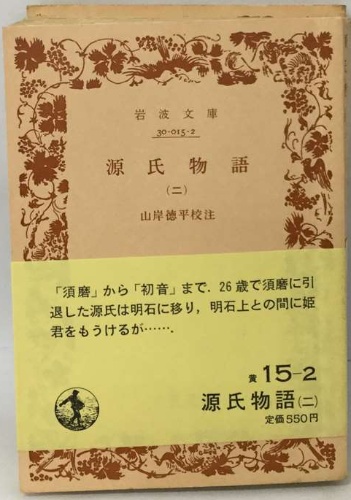 岩波文庫
30-015-2
源氏物語
(二)
山岸徳平校注
「須磨」から「初音」まで. 26歳で須磨に引
退した源氏は明石に移り, 明石上との間に姫
君をもうけるが…….
黄 15-2
源氏物語(二)
定価550円